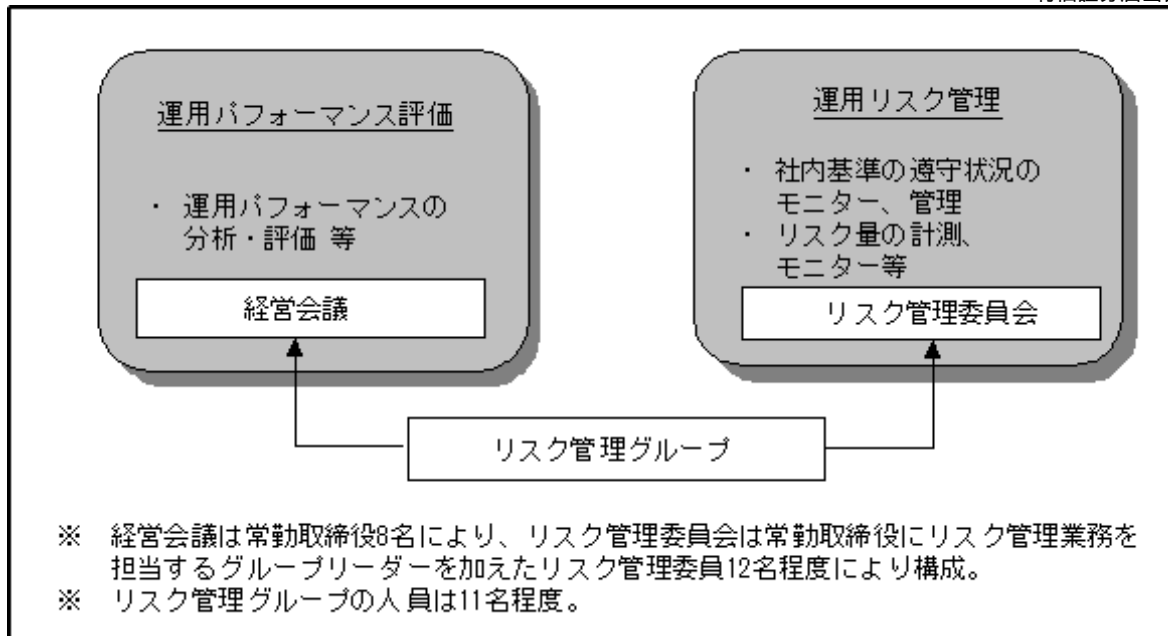 運用パフォーマンス評価
・ 運用パフォーマンスの
分析・評価 等
経営会議
運用リスク管理
・ 社内基準の遵守状況の
モニター、管理
・ リスク量の計測、
モニター等
リスク管理委員会
リスク管理グループ
※ 経営会議は常勤取締役8名により、リスク管理委員会は常勤取締役にリスク管理業務を
担当するグループリーダーを加えたリスク管理委員12名程度により構成。
※ リスク管理グループの人員は11名程度。